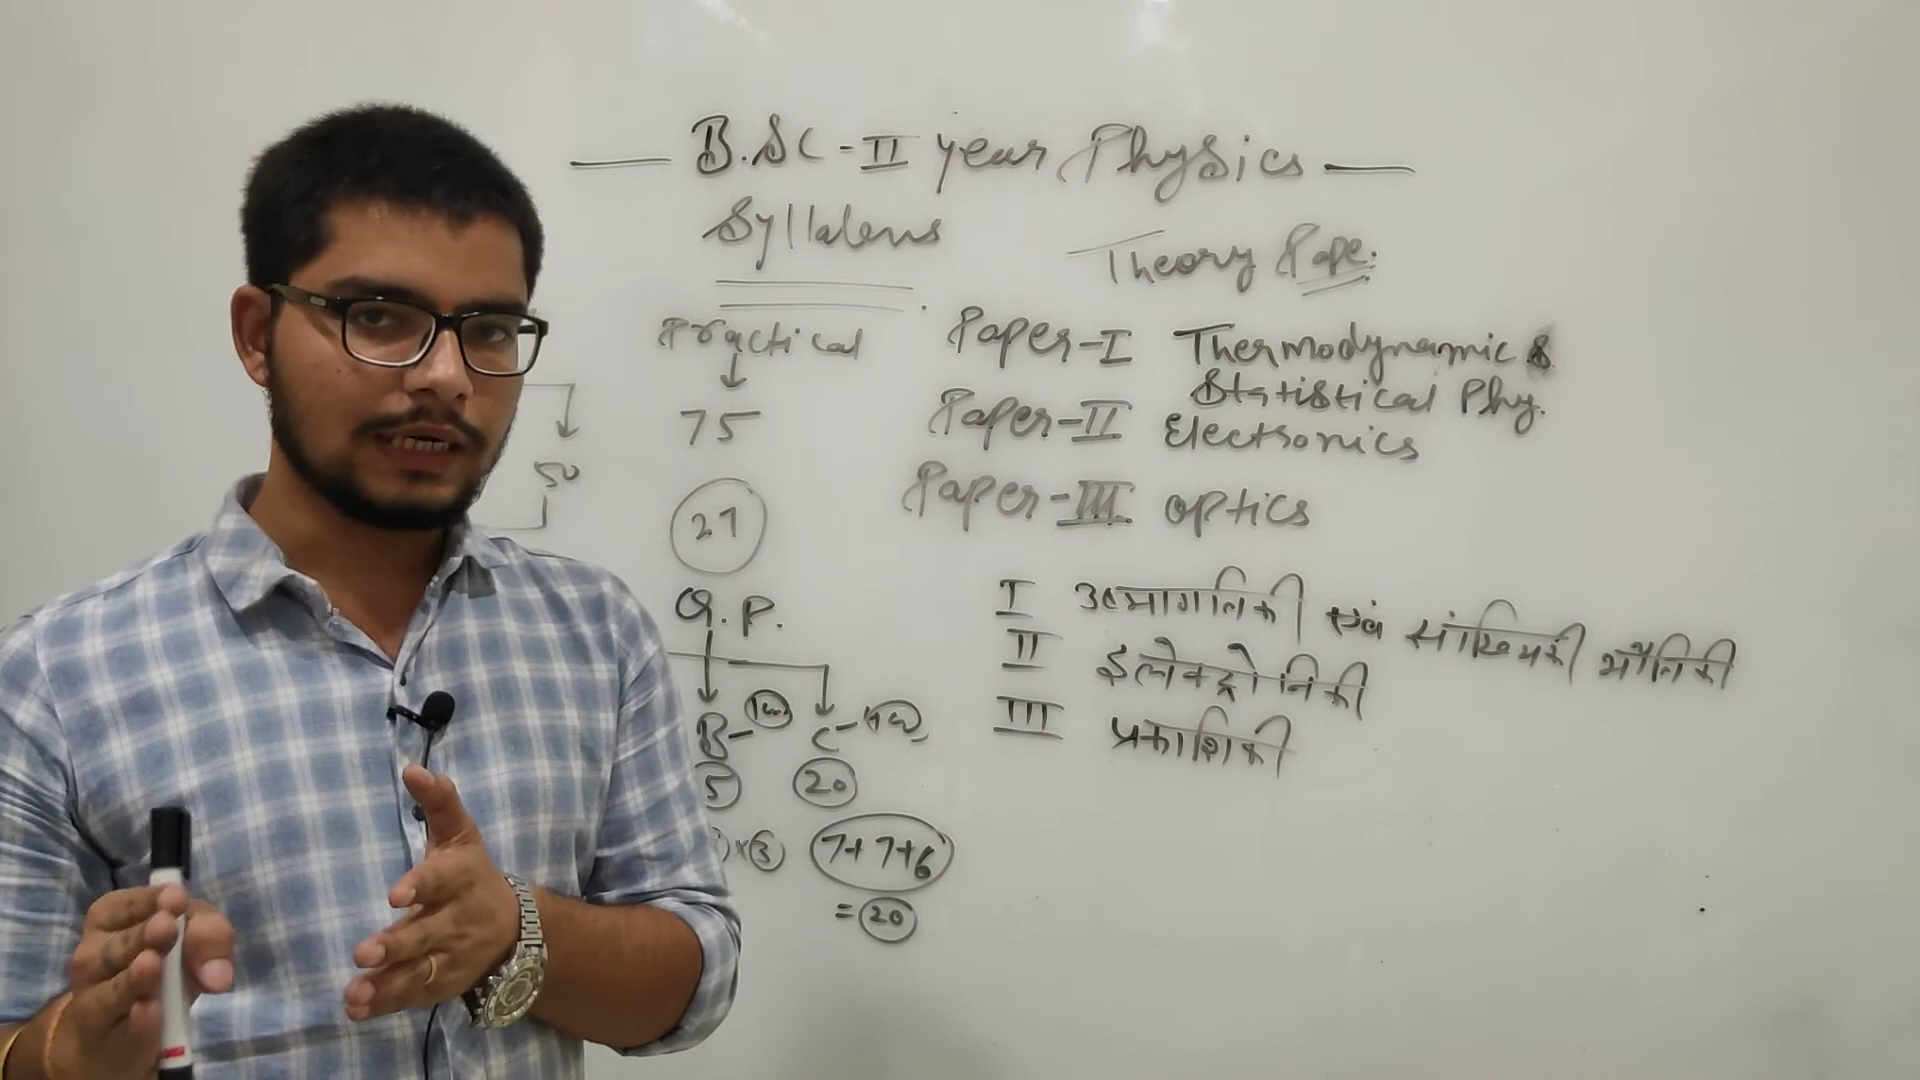 B.Sc - II year Physics
Syllabus
Theory Pape.
Practical
75
27
50
Paper-I Thermodynamic &
Statistical Phy.
Paper-II Electronics
Paper-III optics
I उष्मागतिकी एवं सांख्यिकी भौतिकी
II इलेक्ट्रोनिकी
III प्रकाशिकी
Q.P.
B-
C-
5
20
×3
7+7+6
=20